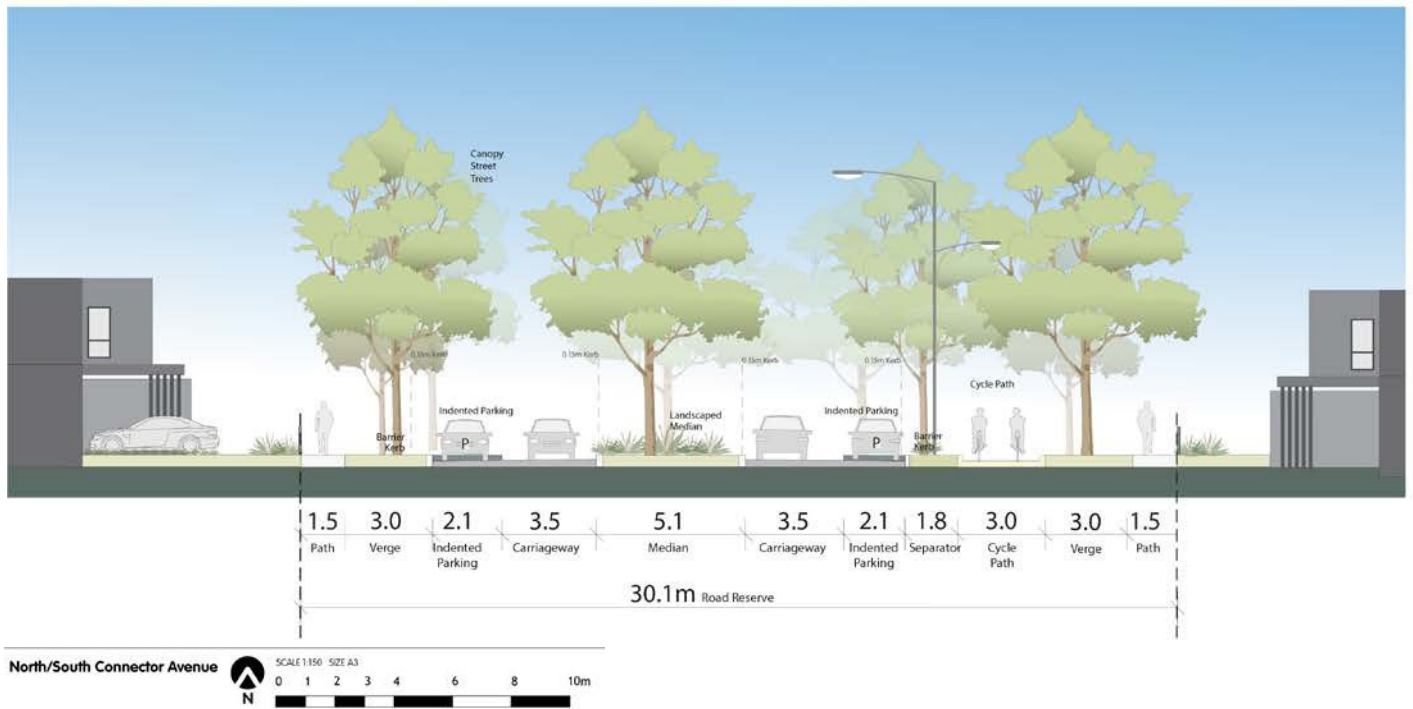 Canopy
Street
Trees
0.15m Kerb
0.15m Kerb
0.15m Kerb
0.15m Kerb
Cycle Path
Indented Parking
Landscaped
Median
Indented Parking
Barrier
Kerb
P
P
Barrier
Kerb
1.5 3.0 2.1 3.5 5.1 3.5 2.1 1.8 3.0 3.0 1.5
Path Verge Indented Carriageway Median Carriageway Indented Separator Cycle Verge Path
Parking Parking Path
30.1m Road Reserve
North/South Connector Avenue
N
SCALE 1:150 SIZE A3
0 1 2 3 4 6 8 10m